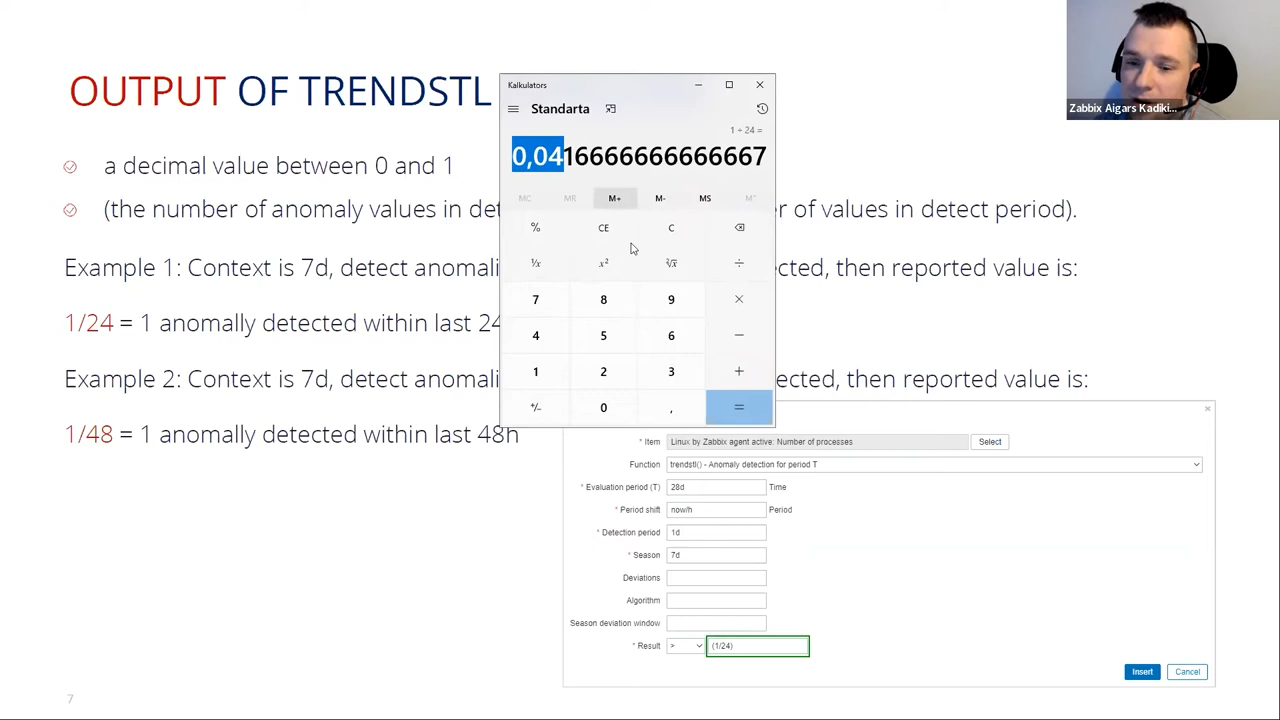 OUTPUT OF TRENDSTL
Zabbix Aigars Kadiki...
Kalkulators
Standarta
1 ÷ 24 =
0,0416666666666667
MC MR M+ M- MS M˅
% CE C
¹/x x² ²√x ÷
7 8 9 ×
4 5 6 −
1 2 3 +
+/− 0 , =
a decimal value between 0 and 1
(the number of anomaly values in det er of values in detect period).
Example 1: Context is 7d, detect anomali ected, then reported value is:
1/24 = 1 anomally detected within last 24
Example 2: Context is 7d, detect anomali ected, then reported value is:
1/48 = 1 anomally detected within last 48h
* Item Linux by Zabbix agent active: Number of processes Select
Function trendstl() - Anomaly detection for period T
* Evaluation period (T) 28d Time
* Period shift now/h Period
* Detection period 1d
* Season 7d
Deviations
Algorithm
Season deviation window
* Result > (1/24)
Insert Cancel
7